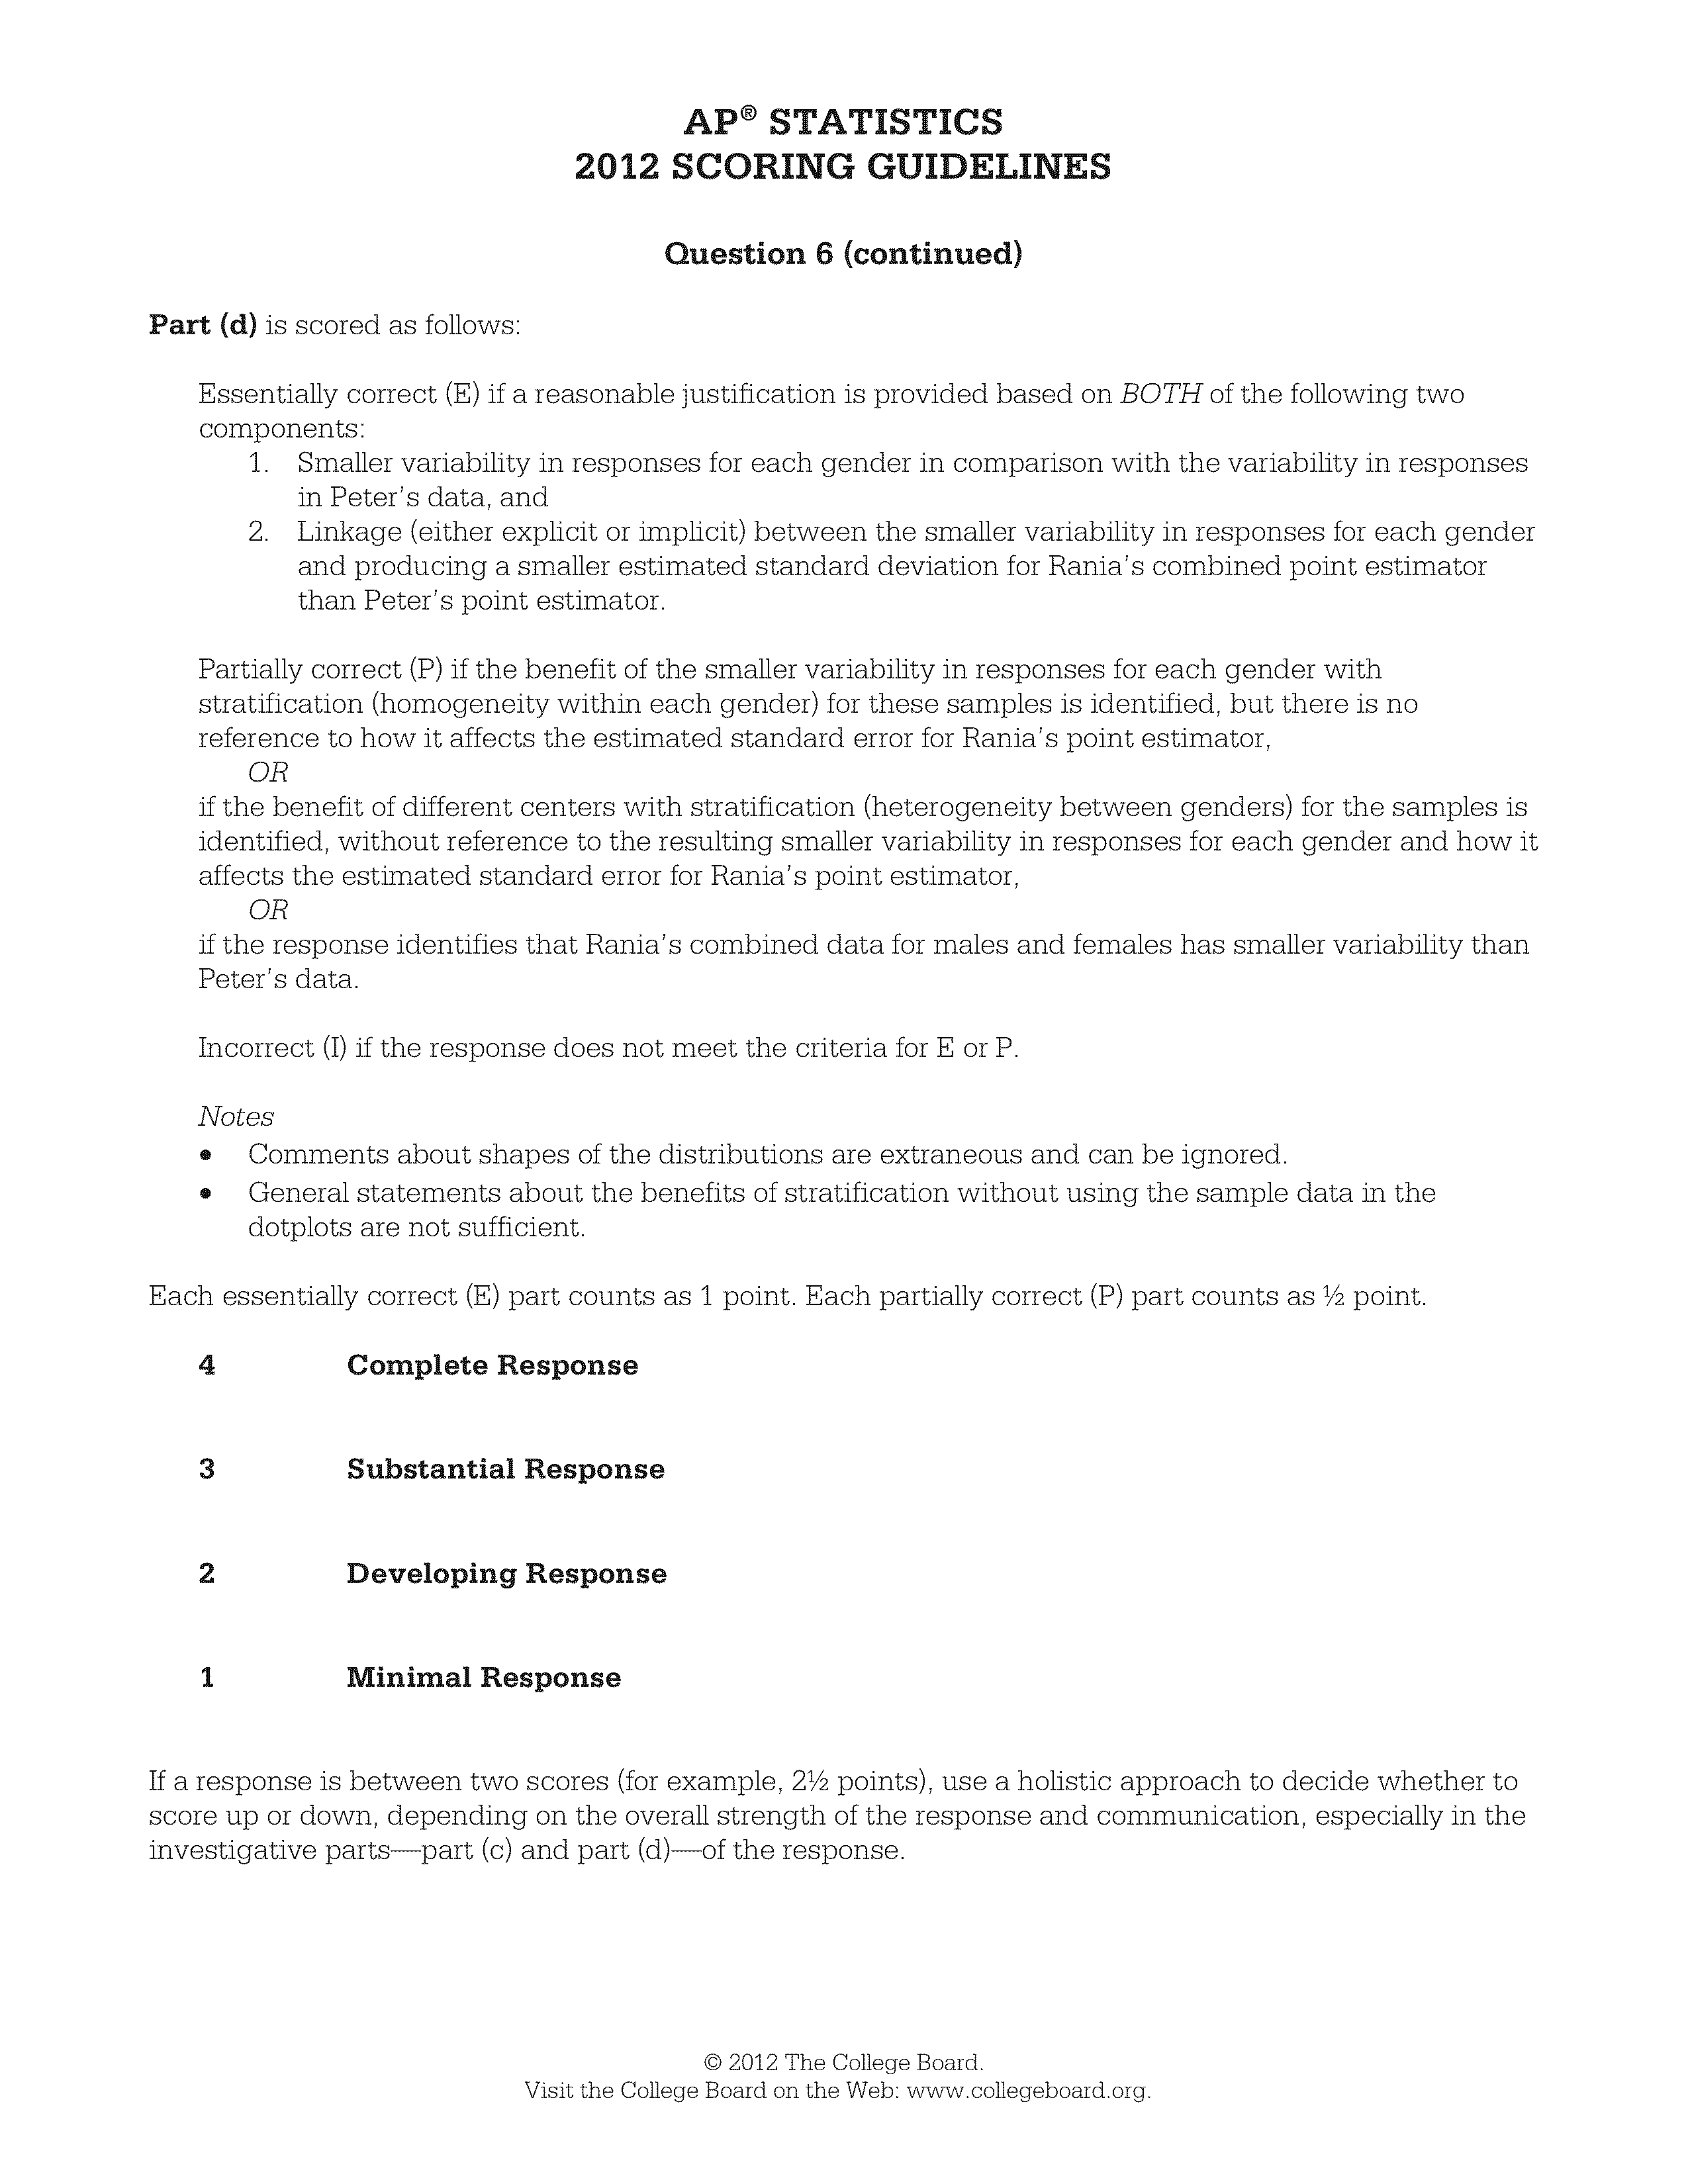 AP® STATISTICS
2012 SCORING GUIDELINES
Question 6 (continued)
Part (d) is scored as follows:
Essentially correct (E) if a reasonable justification is provided based on BOTH of the following two
components:
1. Smaller variability in responses for each gender in comparison with the variability in responses
in Peter’s data, and
2. Linkage (either explicit or implicit) between the smaller variability in responses for each gender
and producing a smaller estimated standard deviation for Rania’s combined point estimator
than Peter’s point estimator.
Partially correct (P) if the benefit of the smaller variability in responses for each gender with
stratification (homogeneity within each gender) for these samples is identified, but there is no
reference to how it affects the estimated standard error for Rania’s point estimator,
OR
if the benefit of different centers with stratification (heterogeneity between genders) for the samples is
identified, without reference to the resulting smaller variability in responses for each gender and how it
affects the estimated standard error for Rania’s point estimator,
OR
if the response identifies that Rania’s combined data for males and females has smaller variability than
Peter’s data.
Incorrect (I) if the response does not meet the criteria for E or P.
Notes
• Comments about shapes of the distributions are extraneous and can be ignored.
• General statements about the benefits of stratification without using the sample data in the
dotplots are not sufficient.
Each essentially correct (E) part counts as 1 point. Each partially correct (P) part counts as ½ point.
4 Complete Response
3 Substantial Response
2 Developing Response
1 Minimal Response
If a response is between two scores (for example, 2½ points), use a holistic approach to decide whether to
score up or down, depending on the overall strength of the response and communication, especially in the
investigative parts—part (c) and part (d)—of the response.
© 2012 The College Board.
Visit the College Board on the Web: www.collegeboard.org.